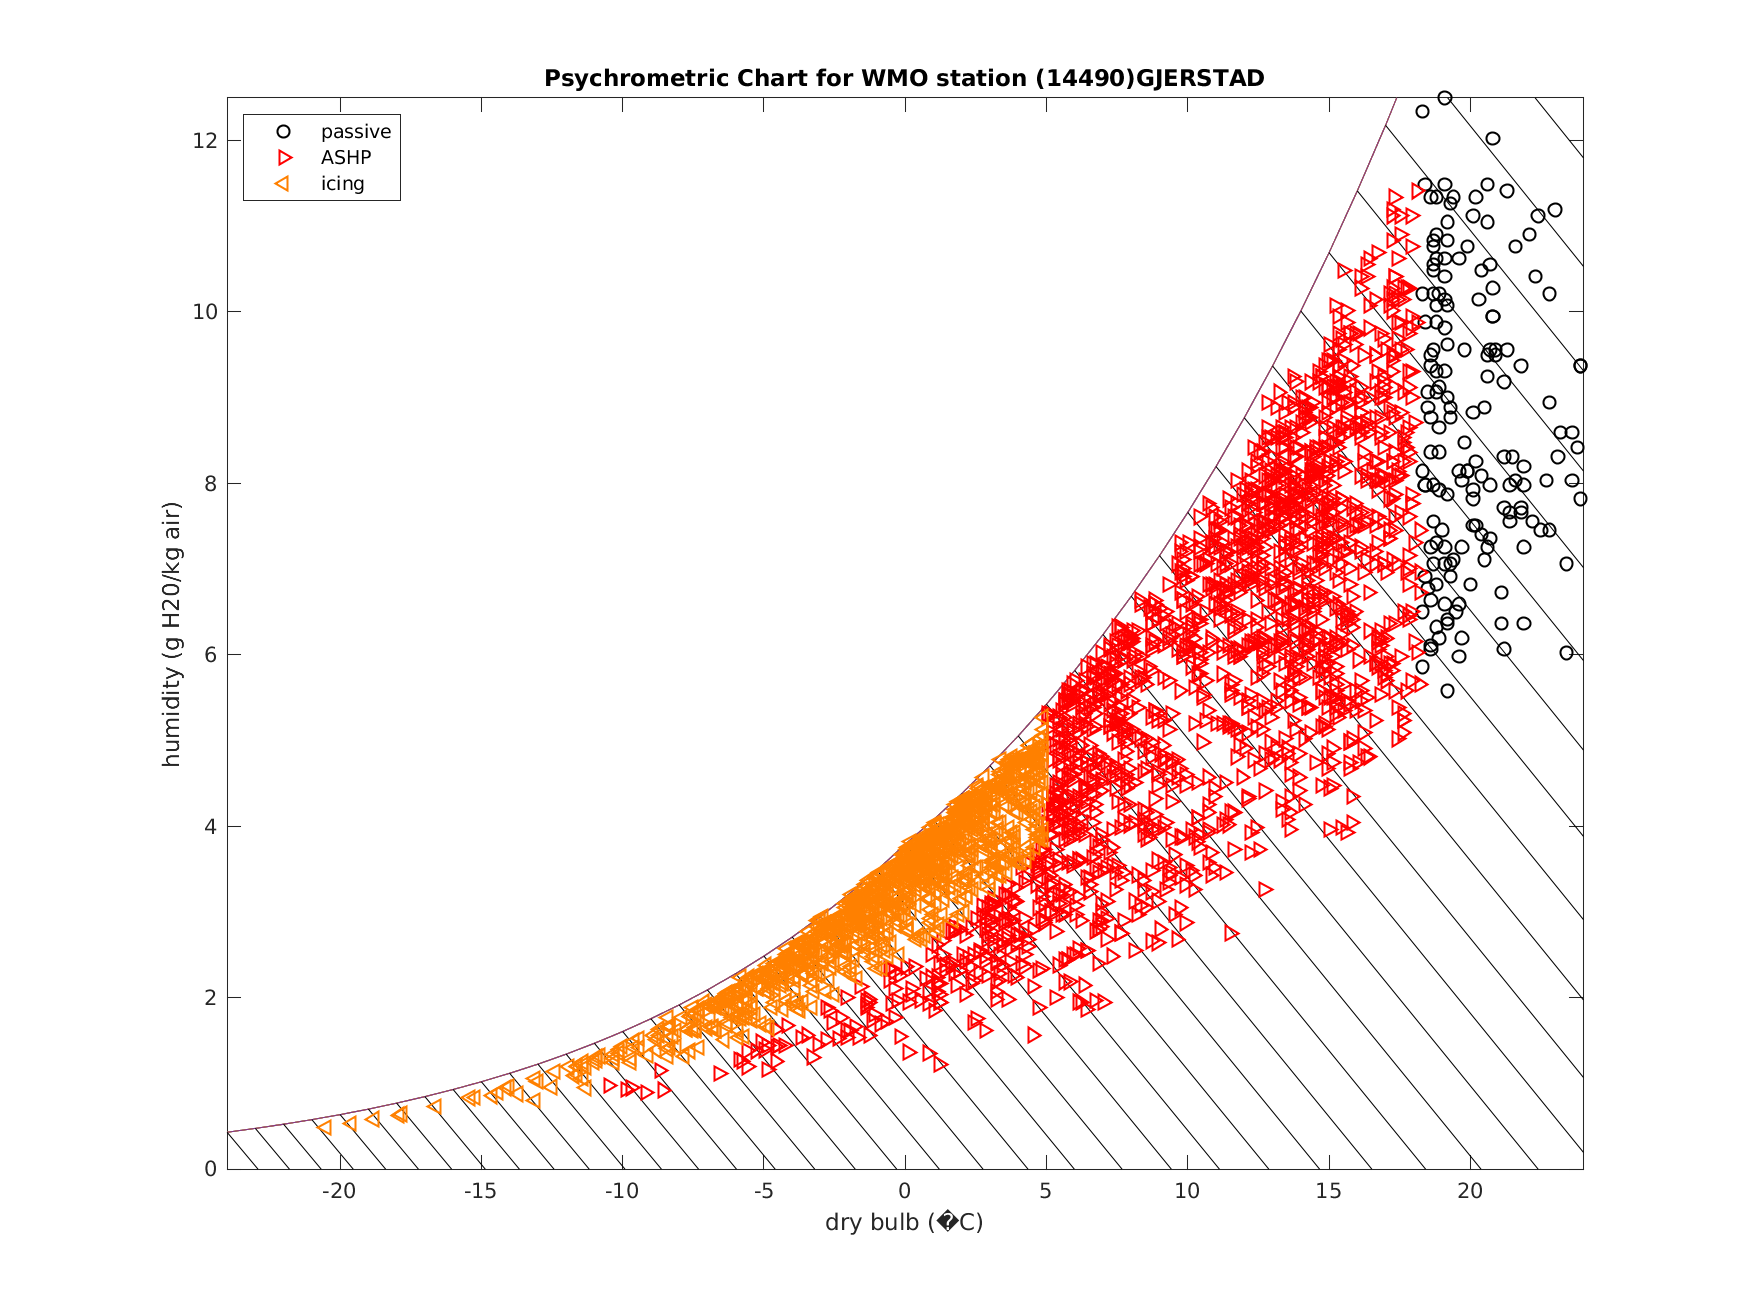 Psychrometric Chart for WMO station (14490)GJERSTAD
passive
ASHP
icing
humidity (g H20/kg air)
12
10
8
6
4
2
0
-20 -15 -10 -5 0 5 10 15 20
dry bulb (�C)